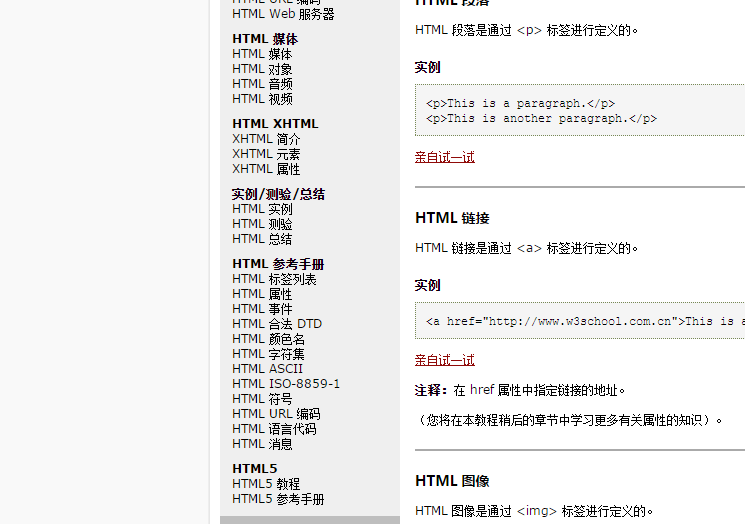 HTML URL 编码
HTML Web 服务器
HTML 媒体
HTML 媒体
HTML 对象
HTML 音频
HTML 视频
HTML XHTML
XHTML 简介
XHTML 元素
XHTML 属性
实例/测验/总结
HTML 实例
HTML 测验
HTML 总结
HTML 参考手册
HTML 标签列表
HTML 属性
HTML 事件
HTML 合法 DTD
HTML 颜色名
HTML 字符集
HTML ASCII
HTML ISO-8859-1
HTML 符号
HTML URL 编码
HTML 语言代码
HTML 消息
HTML5
HTML5 教程
HTML5 参考手册
HTML 段落
HTML 段落是通过 <p> 标签进行定义的。
实例
<p>This is a paragraph.</p>
<p>This is another paragraph.</p>
亲自试一试
HTML 链接
HTML 链接是通过 <a> 标签进行定义的。
实例
<a href="http://www.w3school.com.cn">This is a
亲自试一试
注释：在 href 属性中指定链接的地址。
（您将在本教程稍后的章节中学习更多有关属性的知识）。
HTML 图像
HTML 图像是通过 <img> 标签进行定义的。